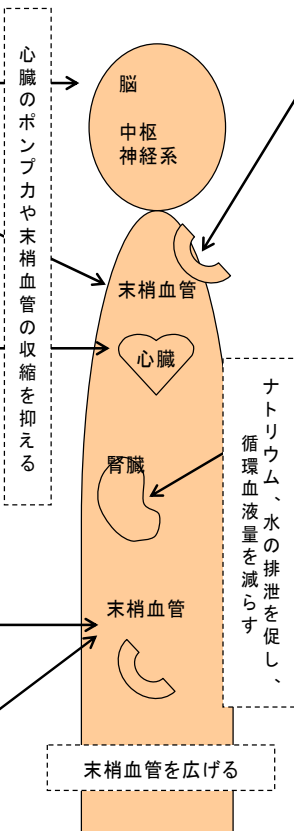 心臓のポンプ力や末梢血管の収縮を抑える
脳
中枢
神経系
末梢血管
心臓
腎臓
ナトリウム、水の排泄を促し、
循環血液量を減らす
末梢血管
末梢血管を広げる